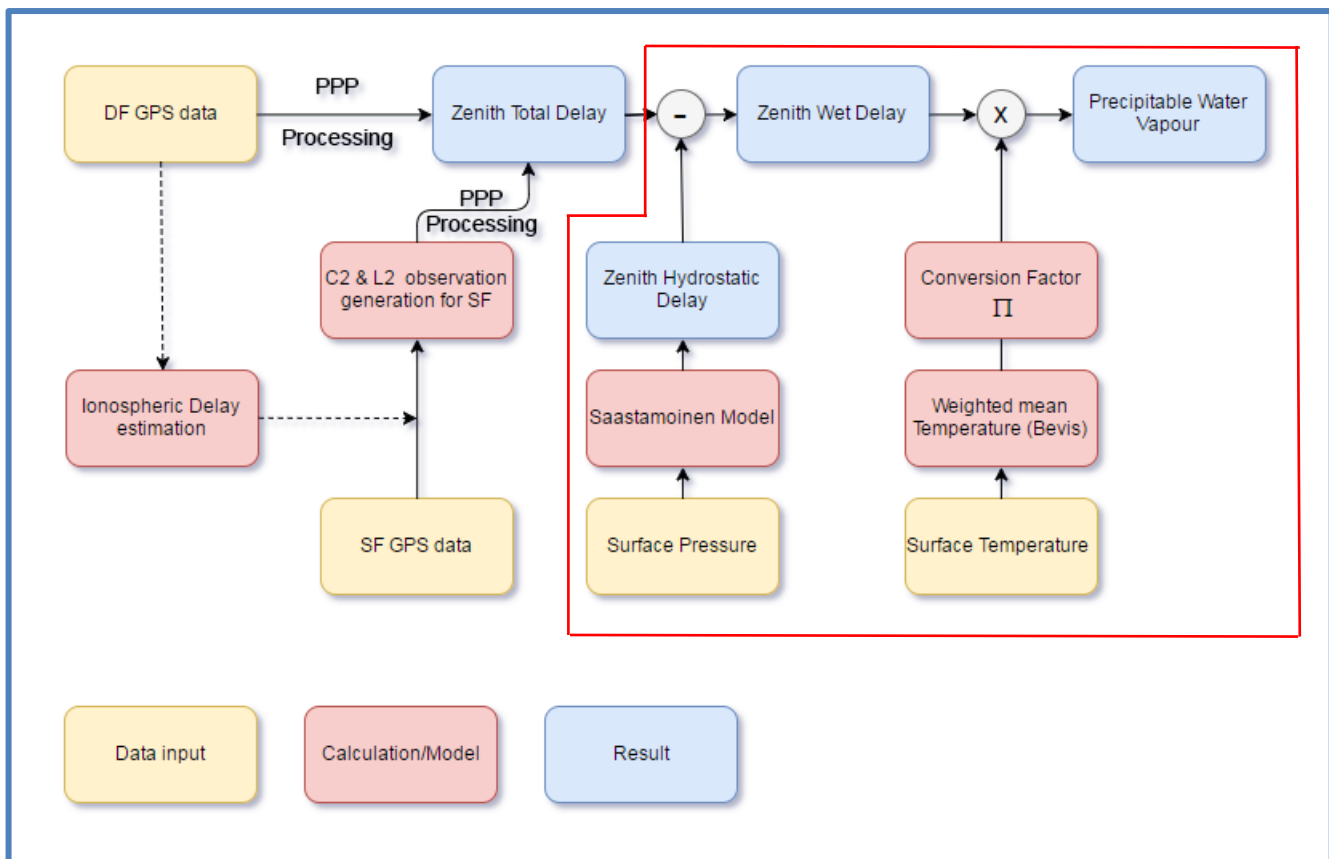 DF GPS data
PPP
Processing
Zenith Total Delay
-
Zenith Wet Delay
X
Precipitable Water
Vapour
PPP
Processing
C2 & L2 observation
generation for SF
Zenith Hydrostatic
Delay
Conversion Factor
Π
Ionospheric Delay
estimation
Saastamoinen Model
Weighted mean
Temperature (Bevis)
SF GPS data
Surface Pressure
Surface Temperature
Data input
Calculation/Model
Result